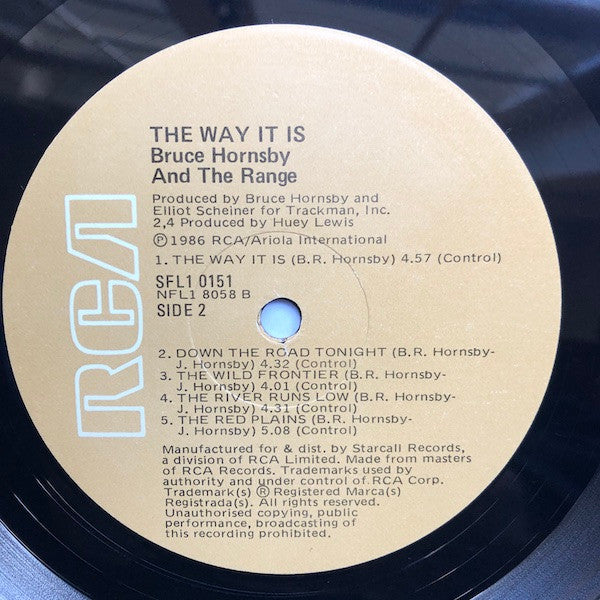 RCA
THE WAY IT IS
Bruce Hornsby
And The Range
Produced by Bruce Hornsby and
Elliot Scheiner for Trackman, Inc.
2,4 Produced by Huey Lewis
Ⓟ 1986 RCA/Ariola International
1. THE WAY IT IS (B.R. Hornsby) 4.57 (Control)
SFL1 0151
NFL1 8058 B
SIDE 2
2. DOWN THE ROAD TONIGHT (B.R. Hornsby-
J. Hornsby) 4.32 (Control)
3. THE WILD FRONTIER (B.R. Hornsby-
J. Hornsby) 4.01 (Control)
4. THE RIVER RUNS LOW (B.R. Hornsby-
J. Hornsby) 4.31 (Control)
5. THE RED PLAINS (B.R. Hornsby-
J. Hornsby) 5.08 (Control)
Manufactured for & dist. by Starcall Records,
a division of RCA Limited. Made from masters
of RCA Records. Trademarks used by
authority and under control of RCA Corp.
Trademark(s) ® Registered Marca(s)
Registrada(s). All rights reserved.
Unauthorised copying, public
performance, broadcasting of
this recording prohibited.